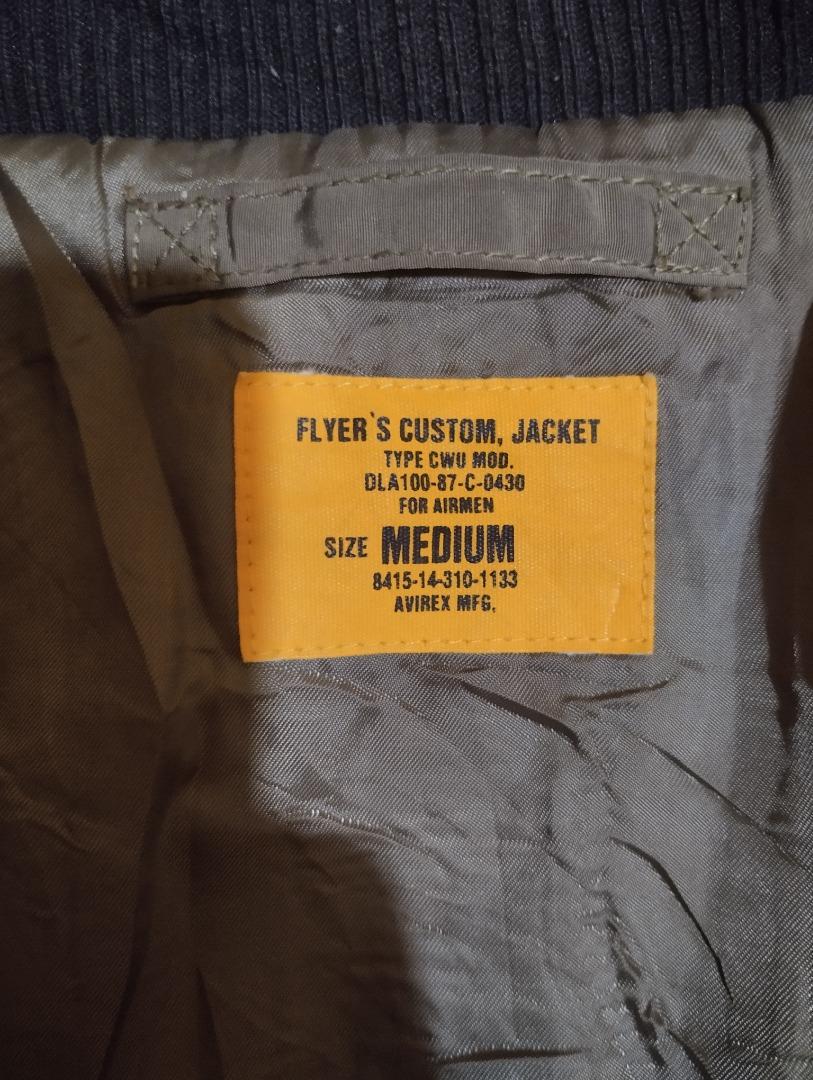 FLYER`S CUSTOM, JACKET
TYPE CWU MOD.
DLA100-87-C-0430
FOR AIRMEN
SIZE MEDIUM
8415-14-310-1133
AVIREX MFG.